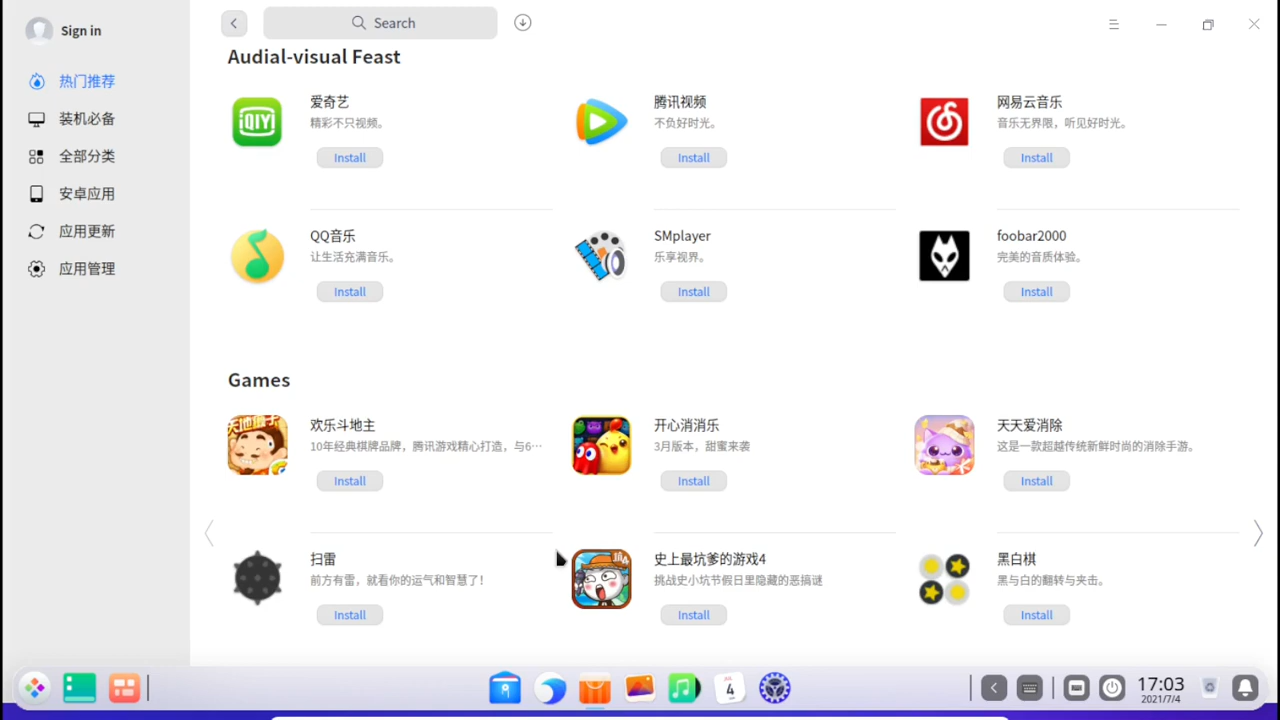 Sign in
Search
热门推荐
装机必备
全部分类
安卓应用
应用更新
应用管理
Audial-visual Feast
爱奇艺
精彩不只视频。
Install
腾讯视频
不负好时光。
Install
网易云音乐
音乐无界限，听见好时光。
Install
QQ音乐
让生活充满音乐。
Install
SMplayer
乐享视界。
Install
foobar2000
完美的音质体验。
Install
Games
欢乐斗地主
10年经典棋牌品牌，腾讯游戏精心打造，与6…
Install
开心消消乐
3月版本，甜蜜来袭
Install
天天爱消除
这是一款超越传统新鲜时尚的消除手游。
Install
扫雷
前方有雷，就看你的运气和智慧了！
Install
史上最坑爹的游戏4
挑战史小坑节假日里隐藏的恶搞谜
Install
黑白棋
黑与白的翻转与夹击。
Install
4
17:03
2021/7/4